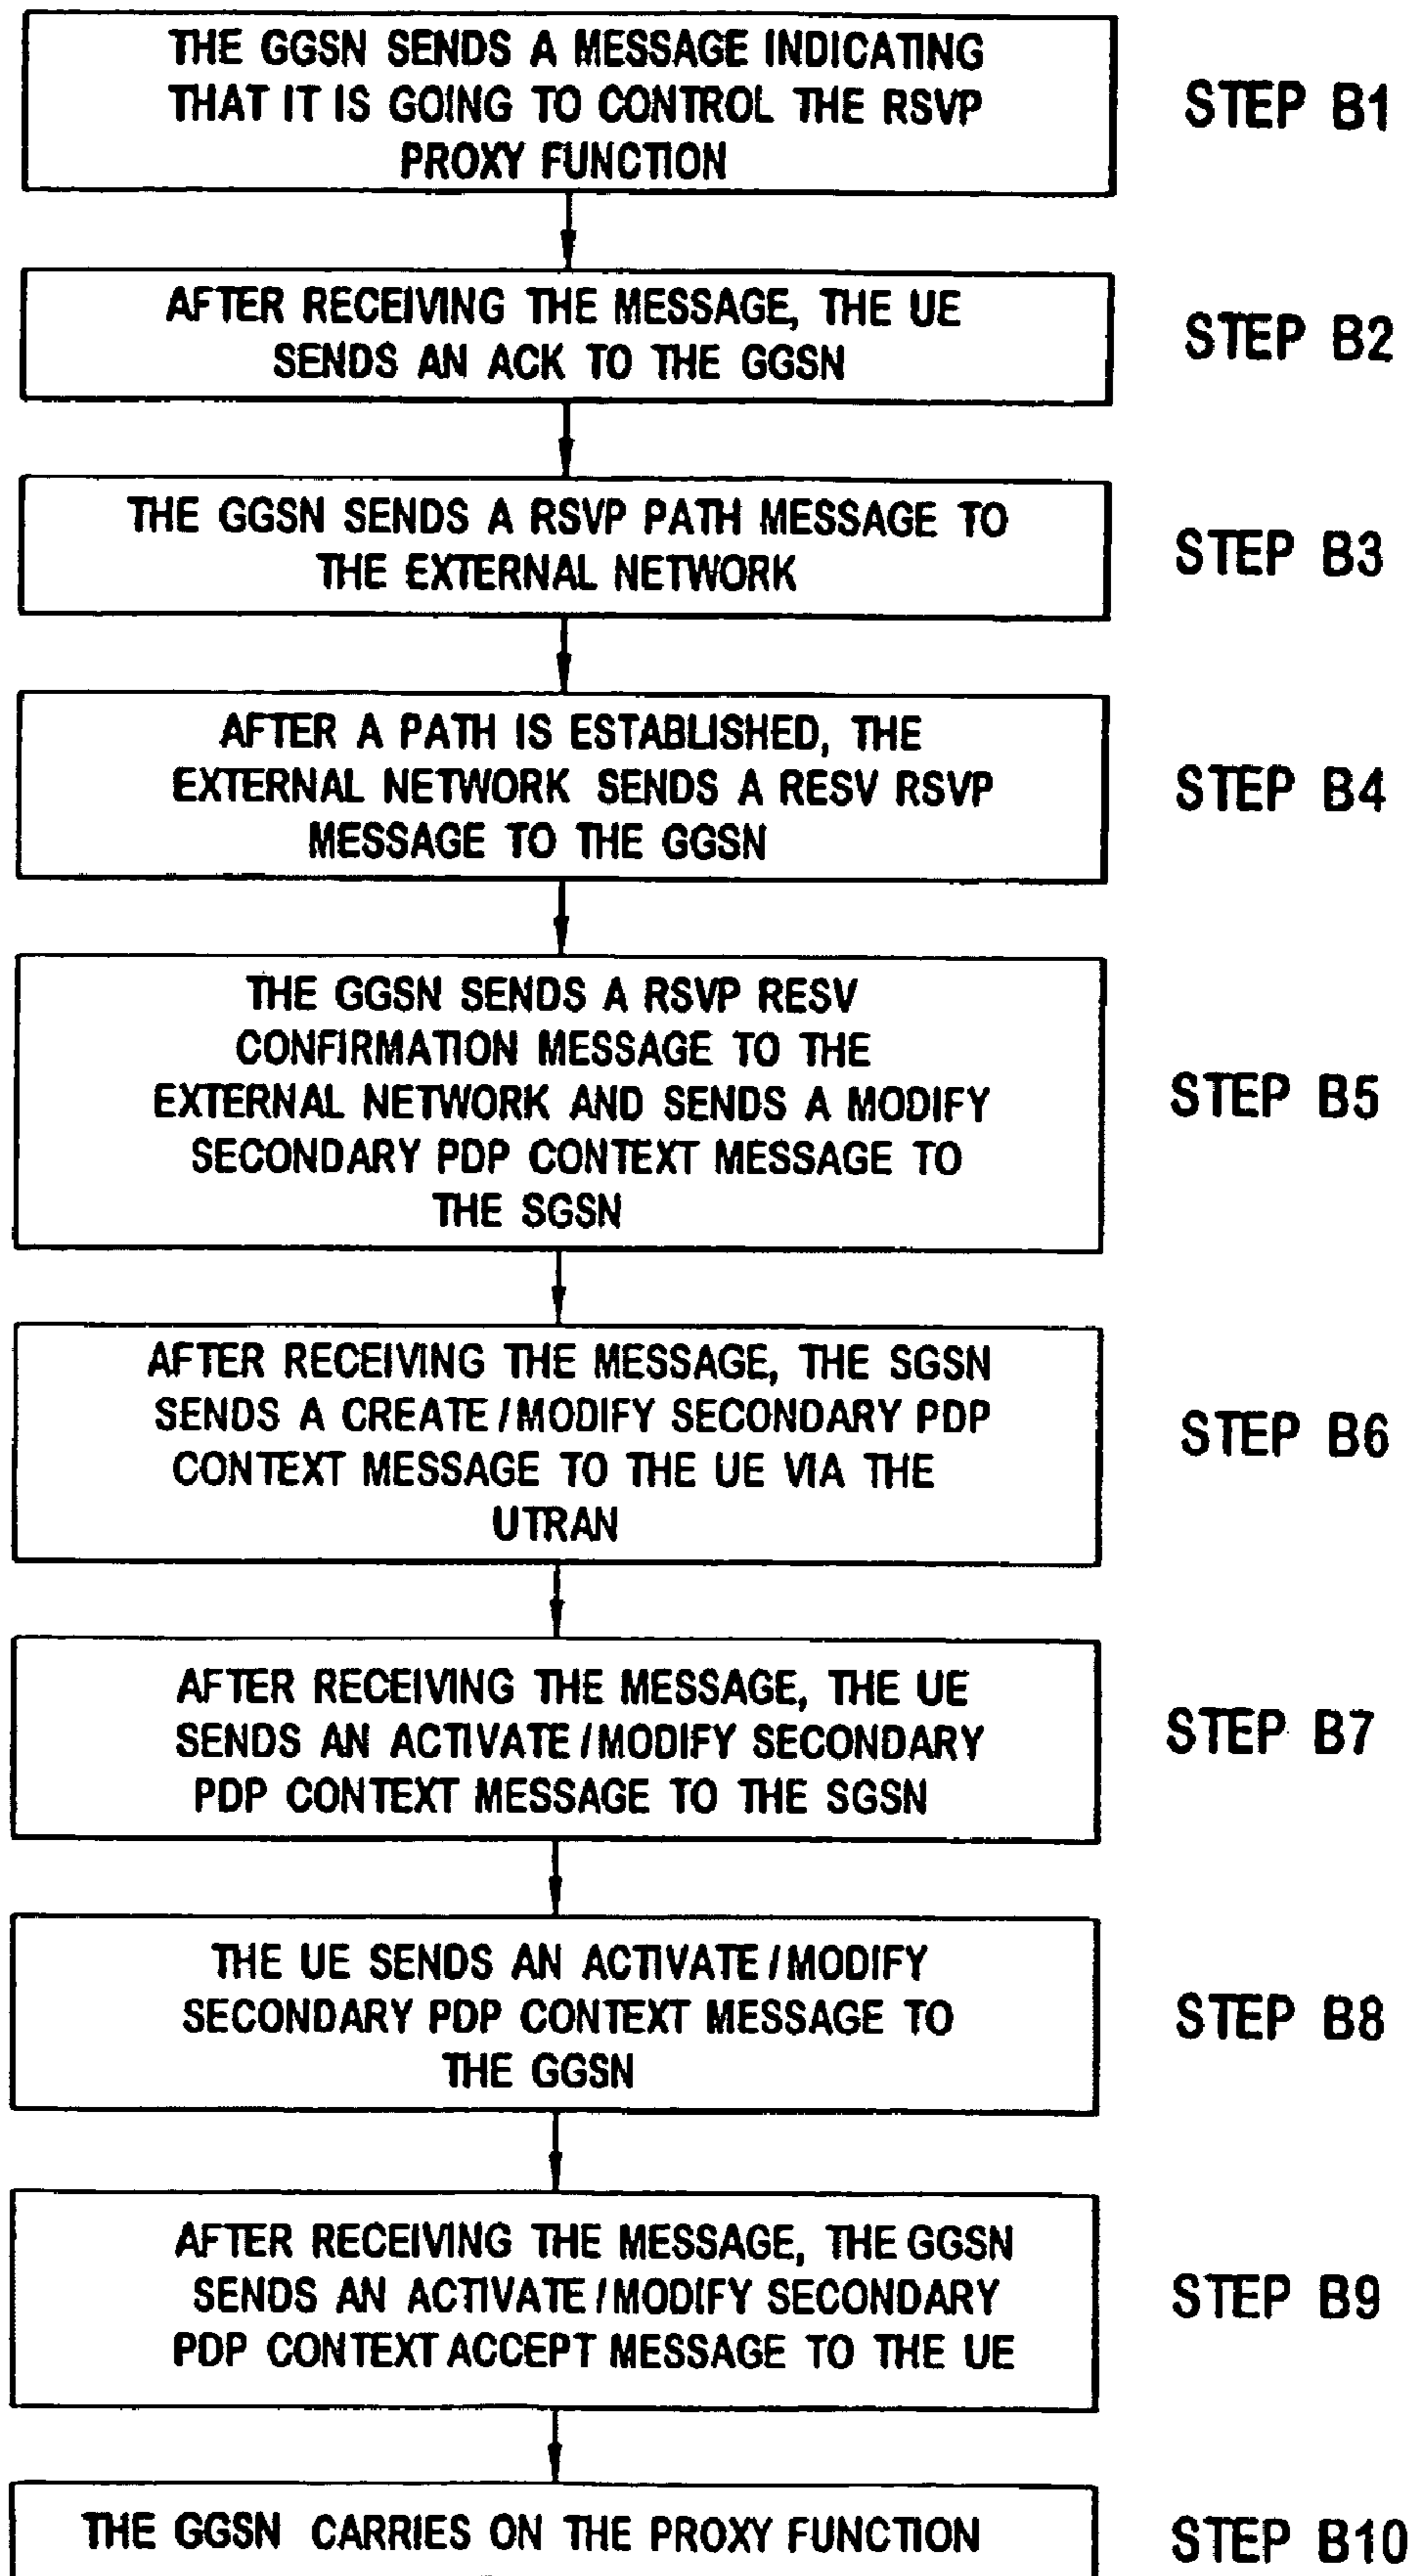 THE GGSN SENDS A MESSAGE INDICATING
THAT IT IS GOING TO CONTROL THE RSVP
PROXY FUNCTION
STEP B1
AFTER RECEIVING THE MESSAGE, THE UE
SENDS AN ACK TO THE GGSN
STEP B2
THE GGSN SENDS A RSVP PATH MESSAGE TO
THE EXTERNAL NETWORK
STEP B3
AFTER A PATH IS ESTABLISHED, THE
EXTERNAL NETWORK SENDS A RESV RSVP
MESSAGE TO THE GGSN
STEP B4
THE GGSN SENDS A RSVP RESV
CONFIRMATION MESSAGE TO THE
EXTERNAL NETWORK AND SENDS A MODIFY
SECONDARY PDP CONTEXT MESSAGE TO
THE SGSN
STEP B5
AFTER RECEIVING THE MESSAGE, THE SGSN
SENDS A CREATE/MODIFY SECONDARY PDP
CONTEXT MESSAGE TO THE UE VIA THE
UTRAN
STEP B6
AFTER RECEIVING THE MESSAGE, THE UE
SENDS AN ACTIVATE/MODIFY SECONDARY
PDP CONTEXT MESSAGE TO THE SGSN
STEP B7
THE UE SENDS AN ACTIVATE/MODIFY
SECONDARY PDP CONTEXT MESSAGE TO
THE GGSN
STEP B8
AFTER RECEIVING THE MESSAGE, THE GGSN
SENDS AN ACTIVATE/MODIFY SECONDARY
PDP CONTEXT ACCEPT MESSAGE TO THE UE
STEP B9
THE GGSN CARRIES ON THE PROXY FUNCTION
STEP B10